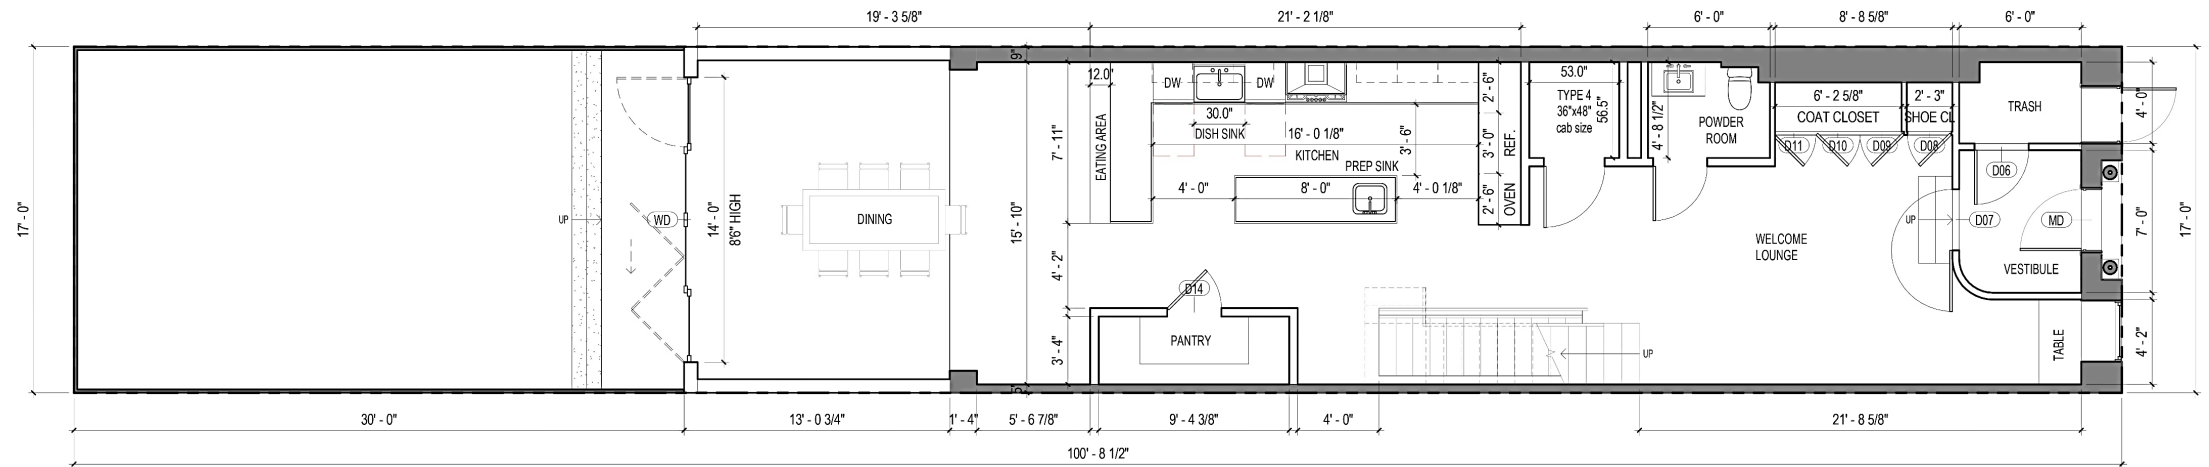 19' - 3 5/8"
21' - 2 1/8"
6' - 0"
8' - 8 5/8"
6' - 0"
17' - 0"
UP
WD
14' - 0"
8'6" HIGH
DINING
9"
15' - 10"
5"
12.0"
EATING AREA
7' - 11"
4' - 2"
3' - 4"
DW
DW
30.0"
DISH SINK
16' - 0 1/8"
KITCHEN
3' - 6"
PREP SINK
4' - 0"
8' - 0"
4' - 0 1/8"
2' - 6"
3' - 0"
2' - 6"
REF.
OVEN
53.0"
TYPE 4
36"x48"
cab size
56.5"
4' - 8 1/2"
POWDER
ROOM
6' - 2 5/8"
2' - 3"
COAT CLOSET
SHOE CL
D11
D10
D09
D08
TRASH
4' - 0"
D06
UP
D07
MD
7' - 0"
17' - 0"
WELCOME
LOUNGE
VESTIBULE
D14
PANTRY
UP
TABLE
4' - 2"
30' - 0"
13' - 0 3/4"
1' - 4"
5' - 6 7/8"
9' - 4 3/8"
4' - 0"
21' - 8 5/8"
100' - 8 1/2"